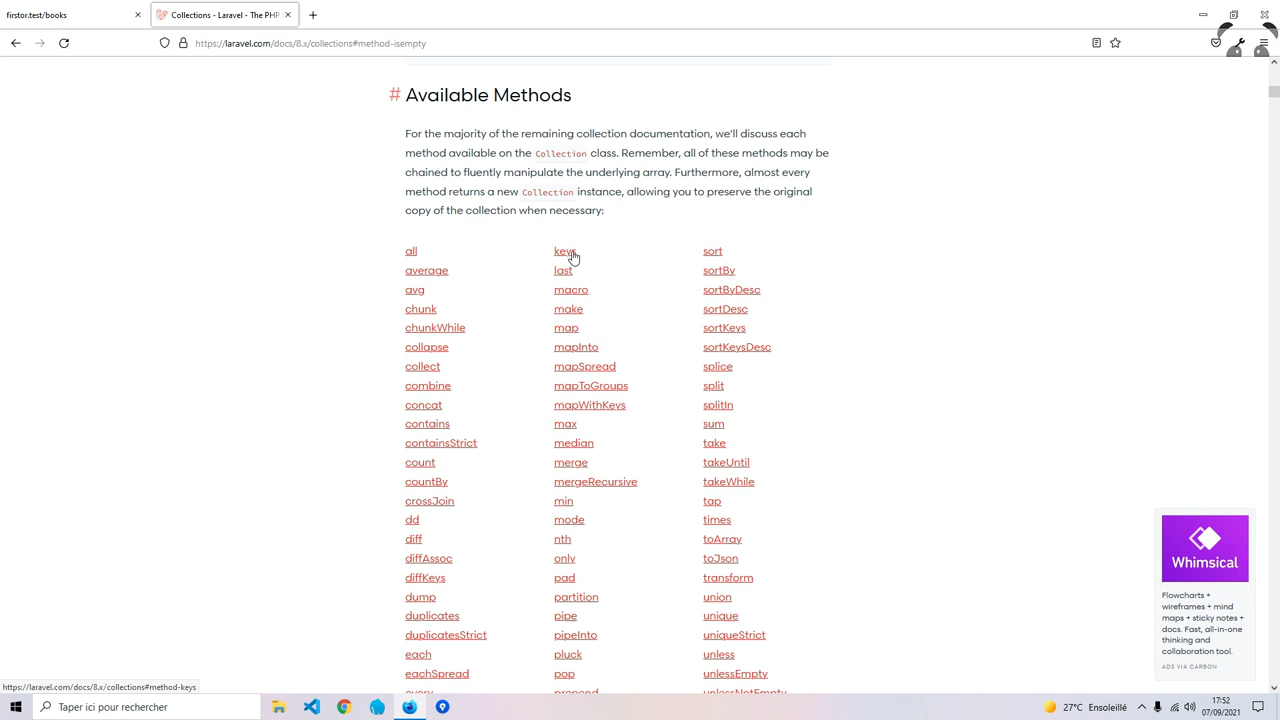 firstor.test/books
Collections - Laravel - The PHP
https://laravel.com/docs/8.x/collections#method-isempty
# Available Methods
For the majority of the remaining collection documentation, we'll discuss each
method available on the Collection class. Remember, all of these methods may be
chained to fluently manipulate the underlying array. Furthermore, almost every
method returns a new Collection instance, allowing you to preserve the original
copy of the collection when necessary:
all
average
avg
chunk
chunkWhile
collapse
collect
combine
concat
contains
containsStrict
count
countBy
crossJoin
dd
diff
diffAssoc
diffKeys
dump
duplicates
duplicatesStrict
each
eachSpread
every
keys
last
macro
make
map
mapInto
mapSpread
mapToGroups
mapWithKeys
max
median
merge
mergeRecursive
min
mode
nth
only
pad
partition
pipe
pipeInto
pluck
pop
prepend
sort
sortBy
sortByDesc
sortDesc
sortKeys
sortKeysDesc
splice
split
splitIn
sum
take
takeUntil
takeWhile
tap
times
toArray
toJson
transform
union
unique
uniqueStrict
unless
unlessEmpty
unlessNotEmpty
Whimsical
Flowcharts +
wireframes + mind
maps + sticky notes +
docs. Fast, all-in-one
thinking and
collaboration tool.
ADS VIA CARBON
https://laravel.com/docs/8.x/collections#method-keys
Taper ici pour rechercher
27°C Ensoleillé
17:52
07/09/2021